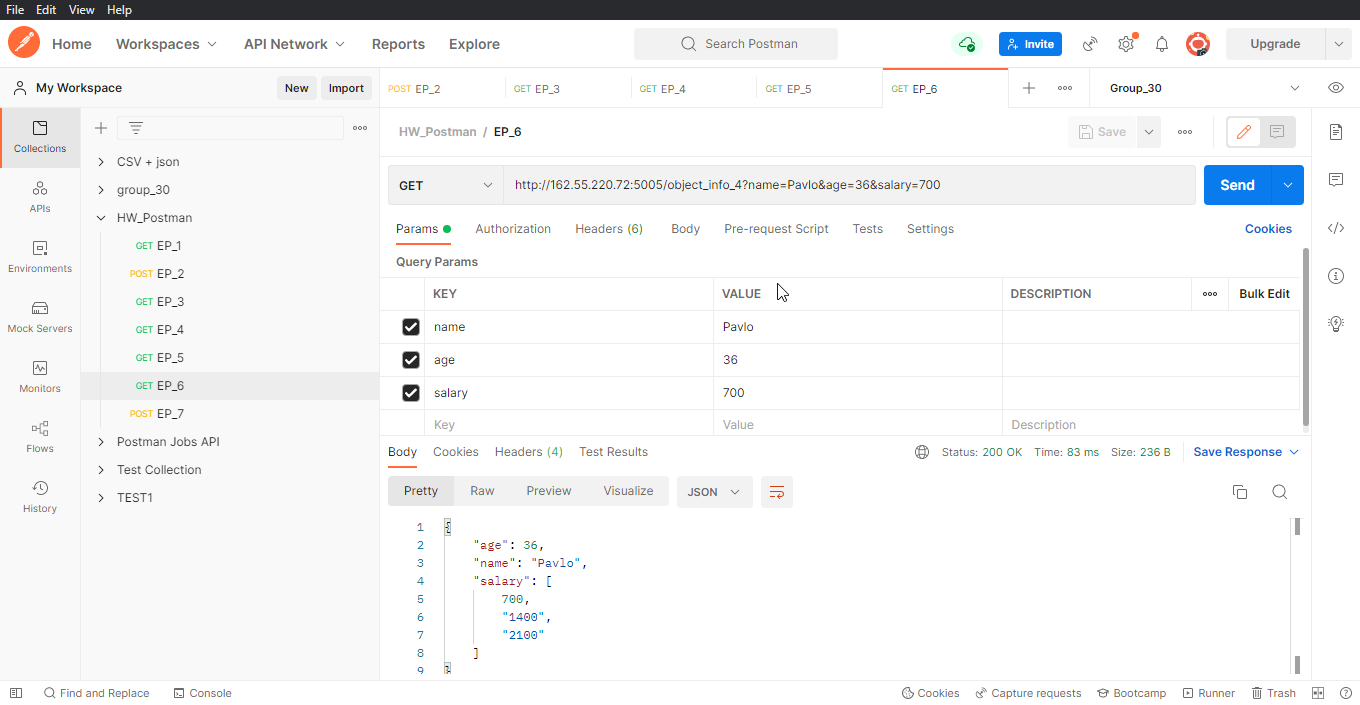 File Edit View Help
Home Workspaces API Network Reports Explore Search Postman Invite Upgrade
My Workspace New Import POST EP_2 GET EP_3 GET EP_4 GET EP_5 GET EP_6 Group_30
Collections
APIs
Environments
Mock Servers
Monitors
Flows
History
CSV + json
group_30
HW_Postman
GET EP_1
POST EP_2
GET EP_3
GET EP_4
GET EP_5
GET EP_6
POST EP_7
Postman Jobs API
Test Collection
TEST1
HW_Postman / EP_6 Save
GET http://162.55.220.72:5005/object_info_4?name=Pavlo&age=36&salary=700 Send
Params Authorization Headers (6) Body Pre-request Script Tests Settings Cookies
Query Params
KEY VALUE DESCRIPTION Bulk Edit
name Pavlo
age 36
salary 700
Key Value Description
Body Cookies Headers (4) Test Results Status: 200 OK Time: 83 ms Size: 236 B Save Response
Pretty Raw Preview Visualize JSON
1 {
2 "age": 36,
3 "name": "Pavlo",
4 "salary": [
5 700,
6 "1400",
7 "2100"
8 ]
9 }
Find and Replace Console Cookies Capture requests Bootcamp Runner Trash